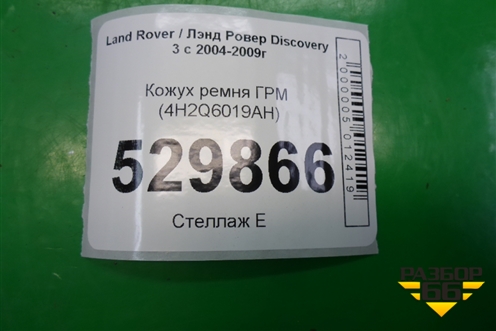 Land Rover / Лэнд Ровер Discovery
3 с 2004-2009г
Кожух ремня ГРМ
(4H2Q6019AH)
529866
Стеллаж Е
2000005012419
РАЗБОР
66